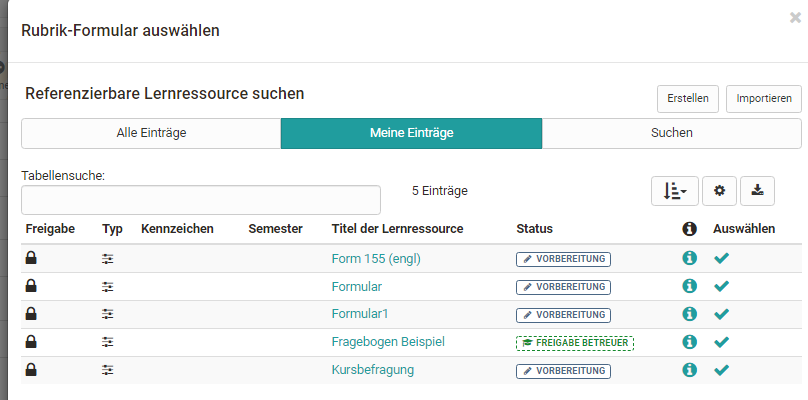 Rubrik-Formular auswählen
×
Referenzierbare Lernressource suchen
Erstellen Importieren
Alle Einträge Meine Einträge Suchen
Tabellensuche:
5 Einträge
Freigabe Typ Kennzeichen Semester Titel der Lernressource Status Auswählen
Form 155 (engl) VORBEREITUNG
Formular VORBEREITUNG
Formular1 VORBEREITUNG
Fragebogen Beispiel FREIGABE BETREUER
Kursbefragung VORBEREITUNG